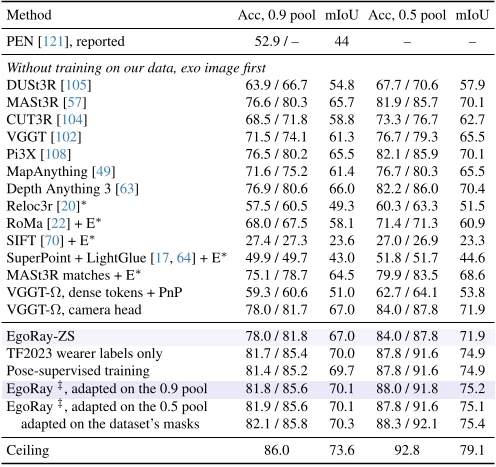 Method Acc, 0.9 pool mIoU Acc, 0.5 pool mIoU
PEN [121], reported 52.9 / – 44 – –
Without training on our data, exo image first
DUSt3R [105] 63.9 / 66.7 54.8 67.7 / 70.6 57.9
MASt3R [57] 76.6 / 80.3 65.7 81.9 / 85.7 70.1
CUT3R [104] 68.5 / 71.8 58.8 73.3 / 76.7 62.7
VGGT [102] 71.5 / 74.1 61.3 76.7 / 79.3 65.5
Pi3X [108] 76.5 / 80.2 65.5 82.1 / 85.9 70.1
MapAnything [49] 71.6 / 75.2 61.4 76.7 / 80.3 65.5
Depth Anything 3 [63] 76.9 / 80.6 66.0 82.2 / 86.0 70.4
Reloc3r [20]* 57.5 / 60.5 49.3 60.3 / 63.3 51.5
RoMa [22] + E* 68.0 / 67.5 58.1 71.4 / 71.3 60.9
SIFT [70] + E* 27.4 / 27.3 23.6 27.0 / 26.9 23.3
SuperPoint + LightGlue [17, 64] + E* 49.9 / 49.7 43.0 51.8 / 51.7 44.6
MASt3R matches + E* 75.1 / 78.7 64.5 79.9 / 83.5 68.6
VGGT-Ω, dense tokens + PnP 59.3 / 60.6 51.0 62.7 / 64.1 53.8
VGGT-Ω, camera head 78.0 / 81.7 67.0 84.0 / 87.8 71.9
EgoRay-ZS 78.0 / 81.8 67.0 84.0 / 87.8 71.9
TF2023 wearer labels only 81.7 / 85.4 70.0 87.8 / 91.6 74.9
Pose-supervised training 81.4 / 85.2 69.7 87.8 / 91.6 74.9
EgoRay ‡, adapted on the 0.9 pool 81.8 / 85.6 70.1 88.0 / 91.8 75.2
EgoRay ‡, adapted on the 0.5 pool 81.9 / 85.6 70.1 87.8 / 91.6 75.1
adapted on the dataset's masks 82.1 / 85.8 70.3 88.3 / 92.1 75.4
Ceiling 86.0 73.6 92.8 79.1